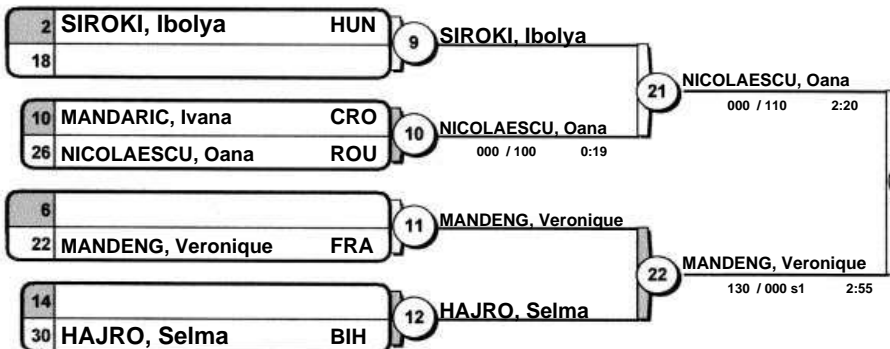 2 SIROKI, Ibolya HUN
18
9
SIROKI, Ibolya
10 MANDARIC, Ivana CRO
26 NICOLAESCU, Oana ROU
10
NICOLAESCU, Oana
000 / 100 0:19
21
NICOLAESCU, Oana
000 / 110 2:20
6
22 MANDENG, Veronique FRA
11
MANDENG, Veronique
14
30 HAJRO, Selma BIH
12
HAJRO, Selma
22
MANDENG, Veronique
130 / 000 s1 2:55